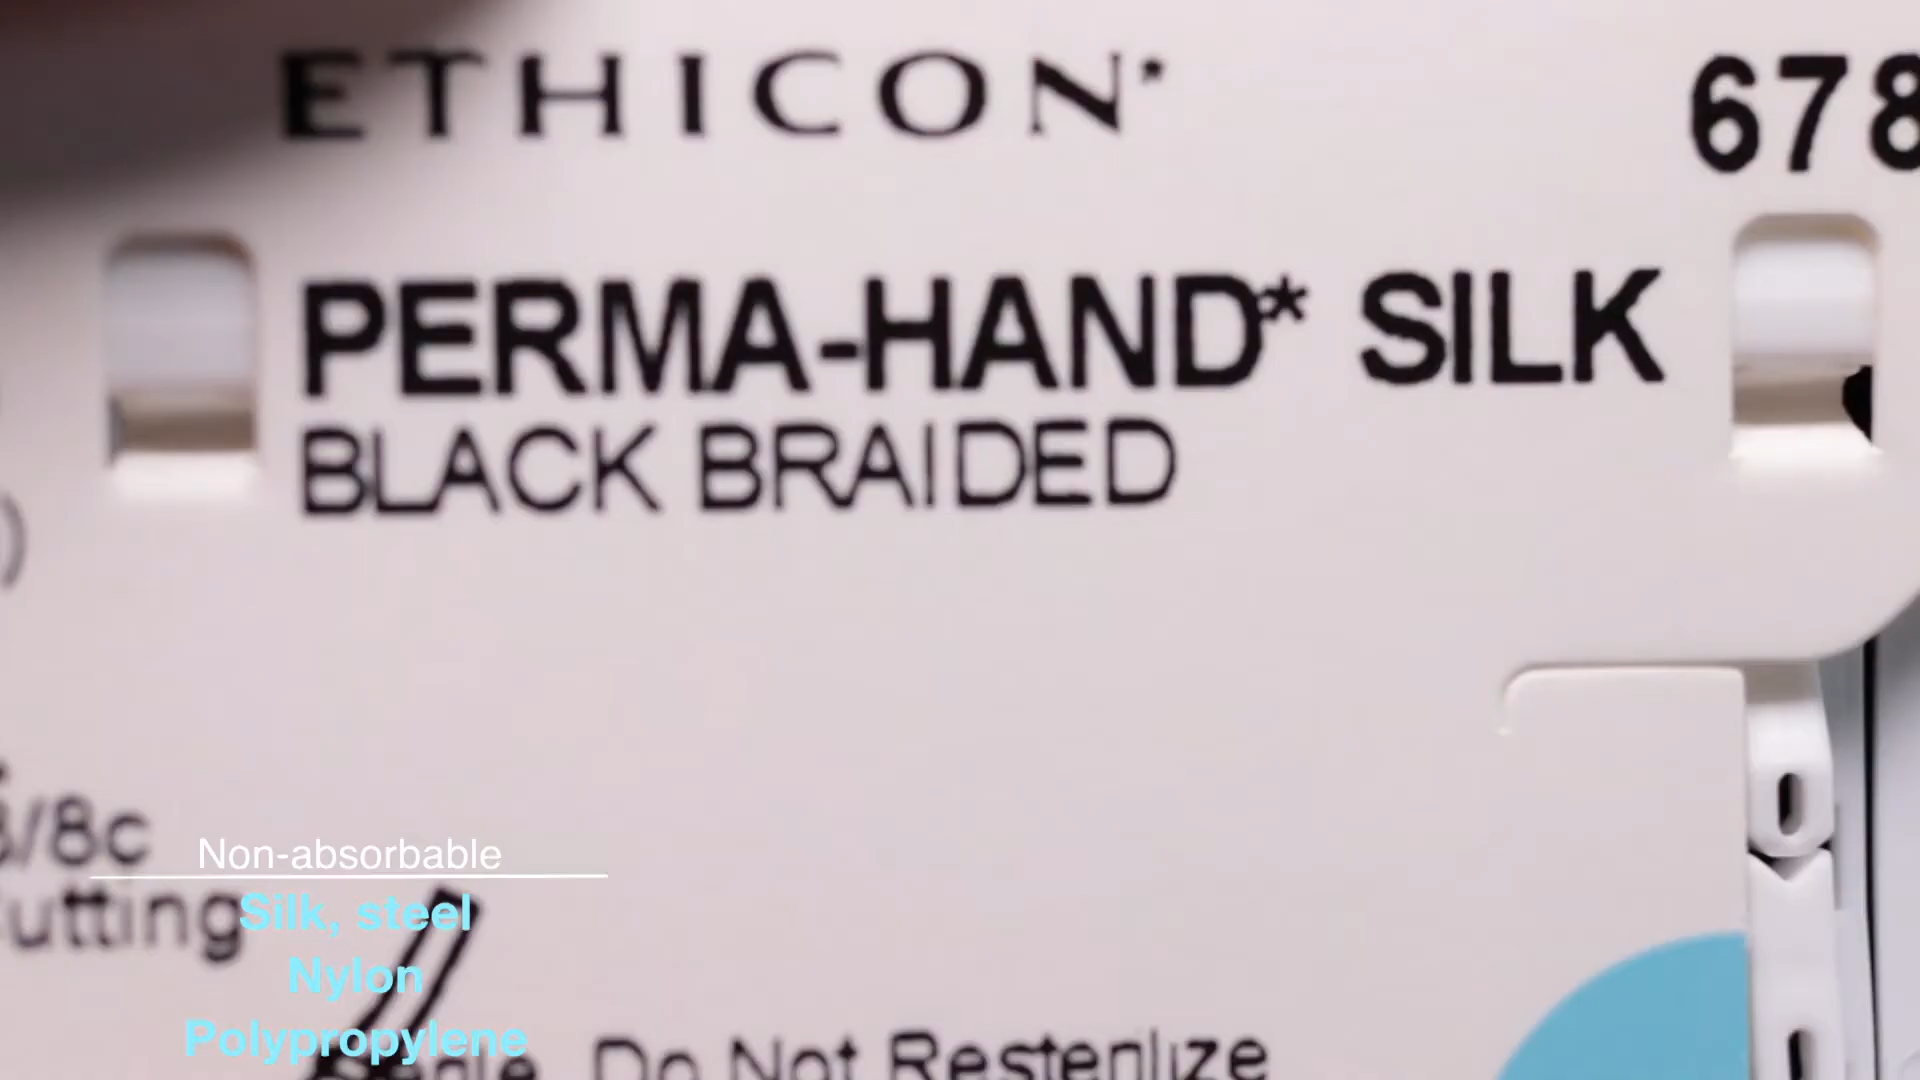 ETHICON*
678
PERMA-HAND* SILK
BLACK BRAIDED
)
/8c
utting
Non-absorbable
Silk, steel
Nylon
Polypropylene
Do Not Resterilize